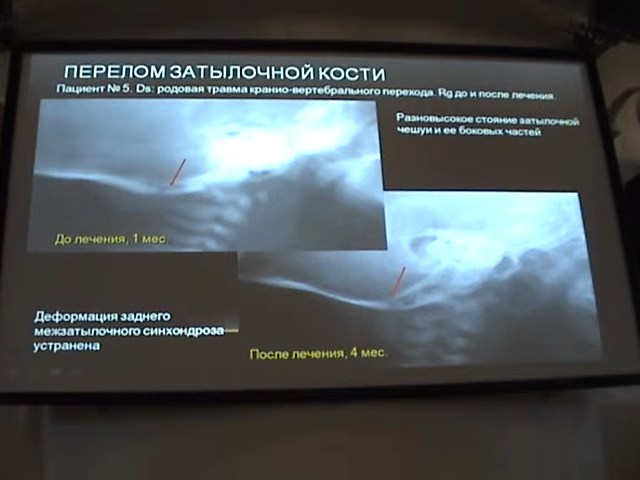 ПЕРЕЛОМ ЗАТЫЛОЧНОЙ КОСТИ
Пациент № 5. Ds: родовая травма кранио-вертебрального перехода. Rg до и после лечения.
Разновысокое стояние затылочной
чешуи и ее боковых частей
До лечения, 1 мес.
Деформация заднего
межзатылочного синхондроза
устранена
После лечения, 4 мес.